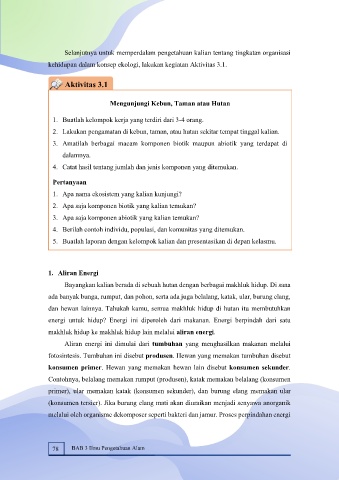 Selanjutnya untuk memperdalam pengetahuan kalian tentang tingkatan organisasi
kehidupan dalam konsep ekologi, lakukan kegiatan Aktivitas 3.1.
Aktivitas 3.1
Mengunjungi Kebun, Taman atau Hutan
1. Buatlah kelompok kerja yang terdiri dari 3-4 orang.
2. Lakukan pengamatan di kebun, taman, atau hutan sekitar tempat tinggal kalian.
3. Amatilah berbagai macam komponen biotik maupun abiotik yang terdapat di
dalamnya.
4. Catat hasil tentang jumlah dan jenis komponen yang ditemukan.
Pertanyaan
1. Apa nama ekosistem yang kalian kunjungi?
2. Apa saja komponen biotik yang kalian temukan?
3. Apa saja komponen abiotik yang kalian temukan?
4. Berilah contoh individu, populasi, dan komunitas yang ditemukan.
5. Buatlah laporan dengan kelompok kalian dan presentasikan di depan kelasmu.
1. Aliran Energi
Bayangkan kalian berada di sebuah hutan dengan berbagai makhluk hidup. Di sana
ada banyak bunga, rumput, dan pohon, serta ada juga belalang, katak, ular, burung elang,
dan hewan lainnya. Tahukah kamu, semua makhluk hidup di hutan itu membutuhkan
energi untuk hidup? Energi ini diperoleh dari makanan. Energi berpindah dari satu
makhluk hidup ke makhluk hidup lain melalui aliran energi.
Aliran energi ini dimulai dari tumbuhan yang menghasilkan makanan melalui
fotosintesis. Tumbuhan ini disebut produsen. Hewan yang memakan tumbuhan disebut
konsumen primer. Hewan yang memakan hewan lain disebut konsumen sekunder.
Contohnya, belalang memakan rumput (produsen), katak memakan belalang (konsumen
primer), ular memakan katak (konsumen sekunder), dan burung elang memakan ular
(konsumen tersier). Jika burung elang mati akan diuraikan menjadi senyawa anorganik
melalui oleh organisme dekomposer seperti bakteri dan jamur. Proses perpindahan energi
78 BAB 3 Ilmu Pengetahuan Alam